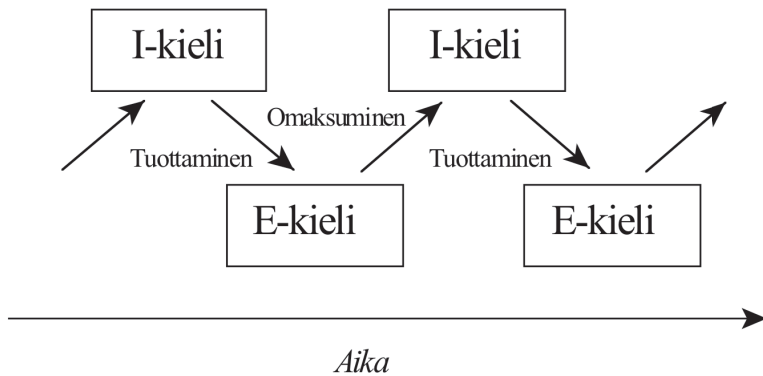 I-kieli
I-kieli
Omaksuminen
Tuottaminen
Tuottaminen
E-kieli
E-kieli
Aika